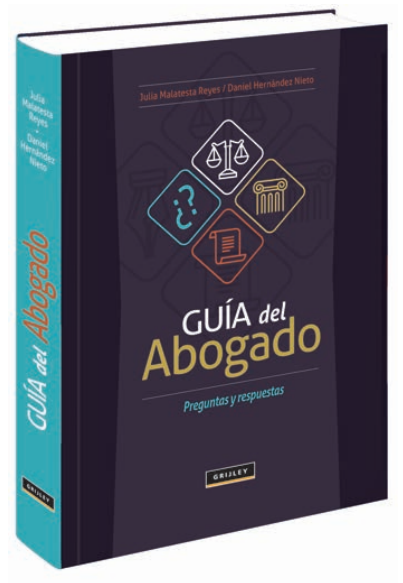 Julia Malatesta Reyes / Daniel Hernández Nieto
GUÍA del
Abogado
Preguntas y respuestas
GRIJLEY
Julia
Malatesta
Reyes
•
Daniel
Hernández
Nieto
GUÍA del Abogado
GRIJLEY